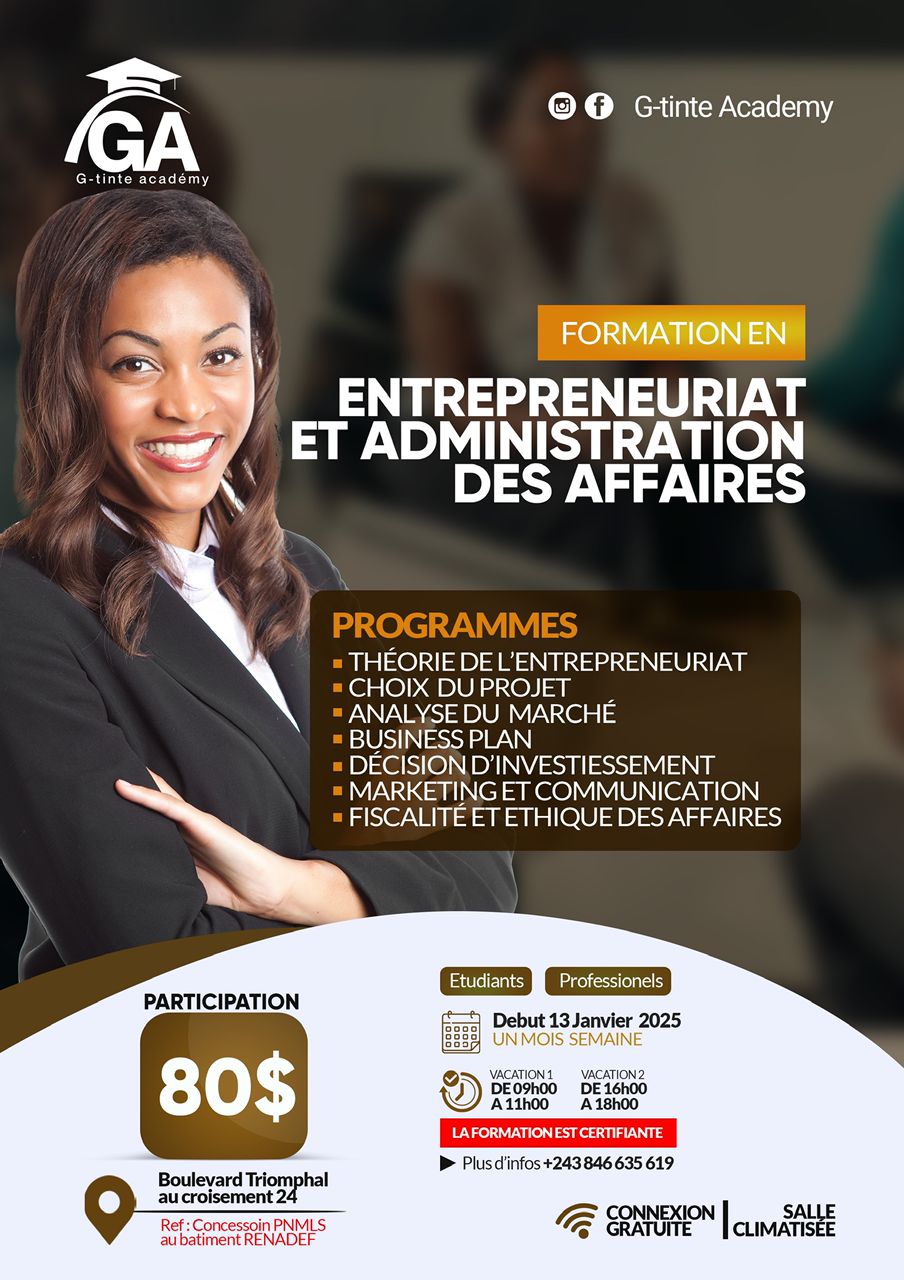 GA
G-tinte académy
G-tinte Academy
FORMATION EN
ENTREPRENEURIAT
ET ADMINISTRATION
DES AFFAIRES
PROGRAMMES
THÉORIE DE L'ENTREPRENEURIAT
CHOIX DU PROJET
ANALYSE DU MARCHÉ
BUSINESS PLAN
DÉCISION D'INVESTIESSEMENT
MARKETING ET COMMUNICATION
FISCALITÉ ET ETHIQUE DES AFFAIRES
PARTICIPATION
80$
Boulevard Triomphal
au croisement 24
Ref : Concessoin PNMLS
au batiment RENADEF
Etudiants Professionels
Debut 13 Janvier 2025
UN MOIS SEMAINE
VACATION 1
DE 09h00
A 11h00
VACATION 2
DE 16h00
A 18h00
LA FORMATION EST CERTIFIANTE
Plus d'infos +243 846 635 619
CONNEXION
GRATUITE
SALLE
CLIMATISÉE